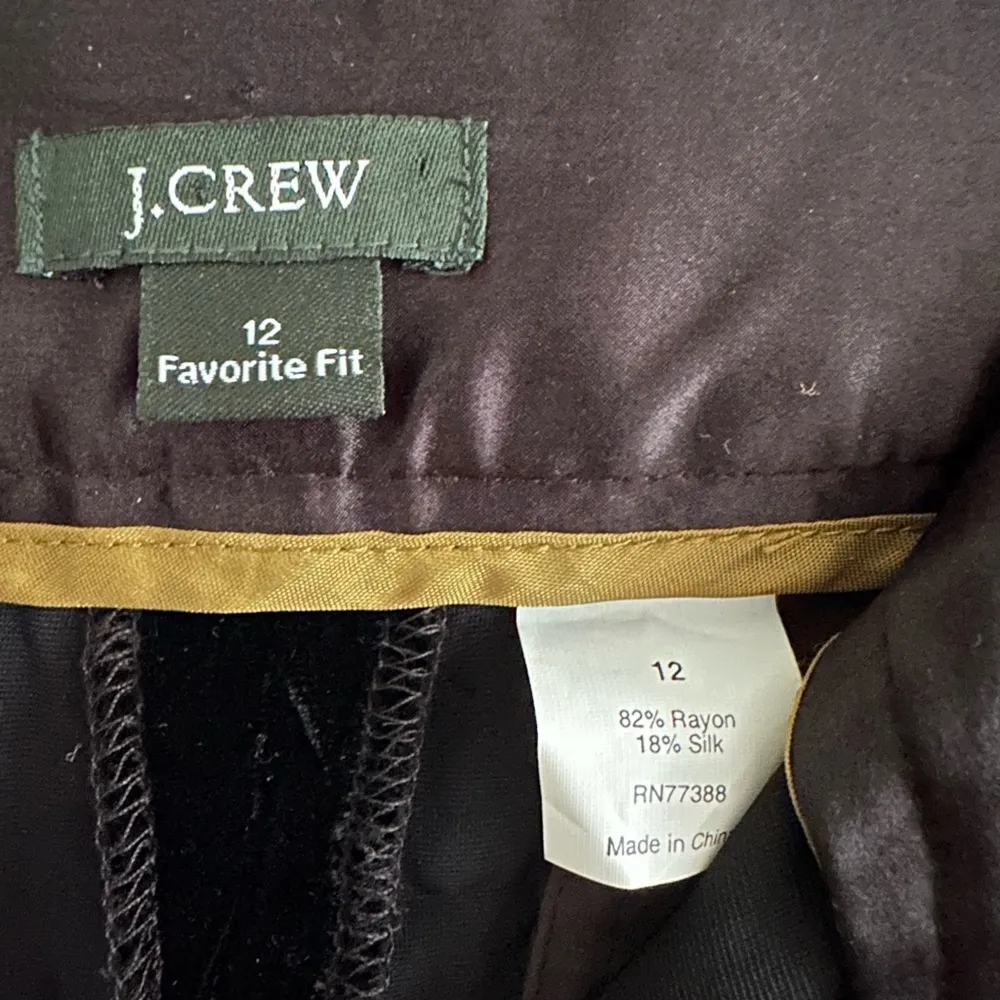 J.CREW
12
Favorite Fit
12
82% Rayon
18% Silk
RN77388
Made in Chin